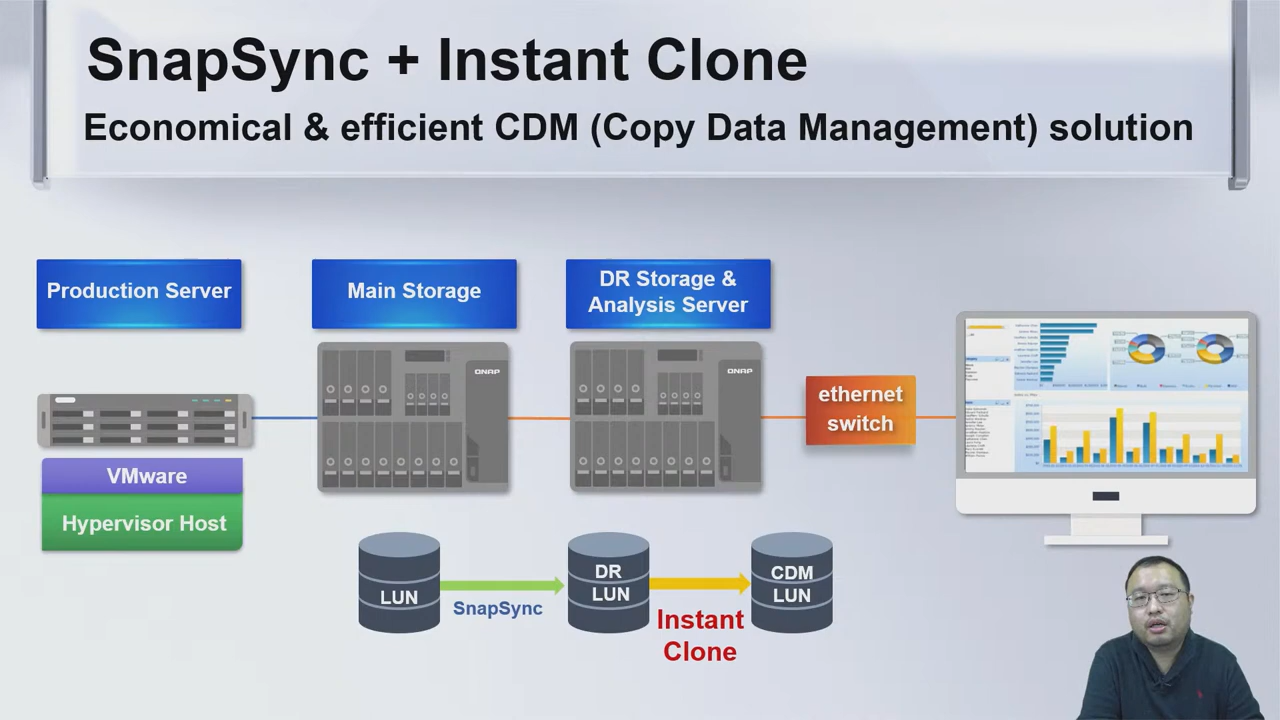 SnapSync + Instant Clone
Economical & efficient CDM (Copy Data Management) solution
Production Server
Main Storage
DR Storage &
Analysis Server
QNAP
QNAP
ethernet
switch
VMware
Hypervisor Host
LUN
SnapSync
DR
LUN
Instant
Clone
CDM
LUN